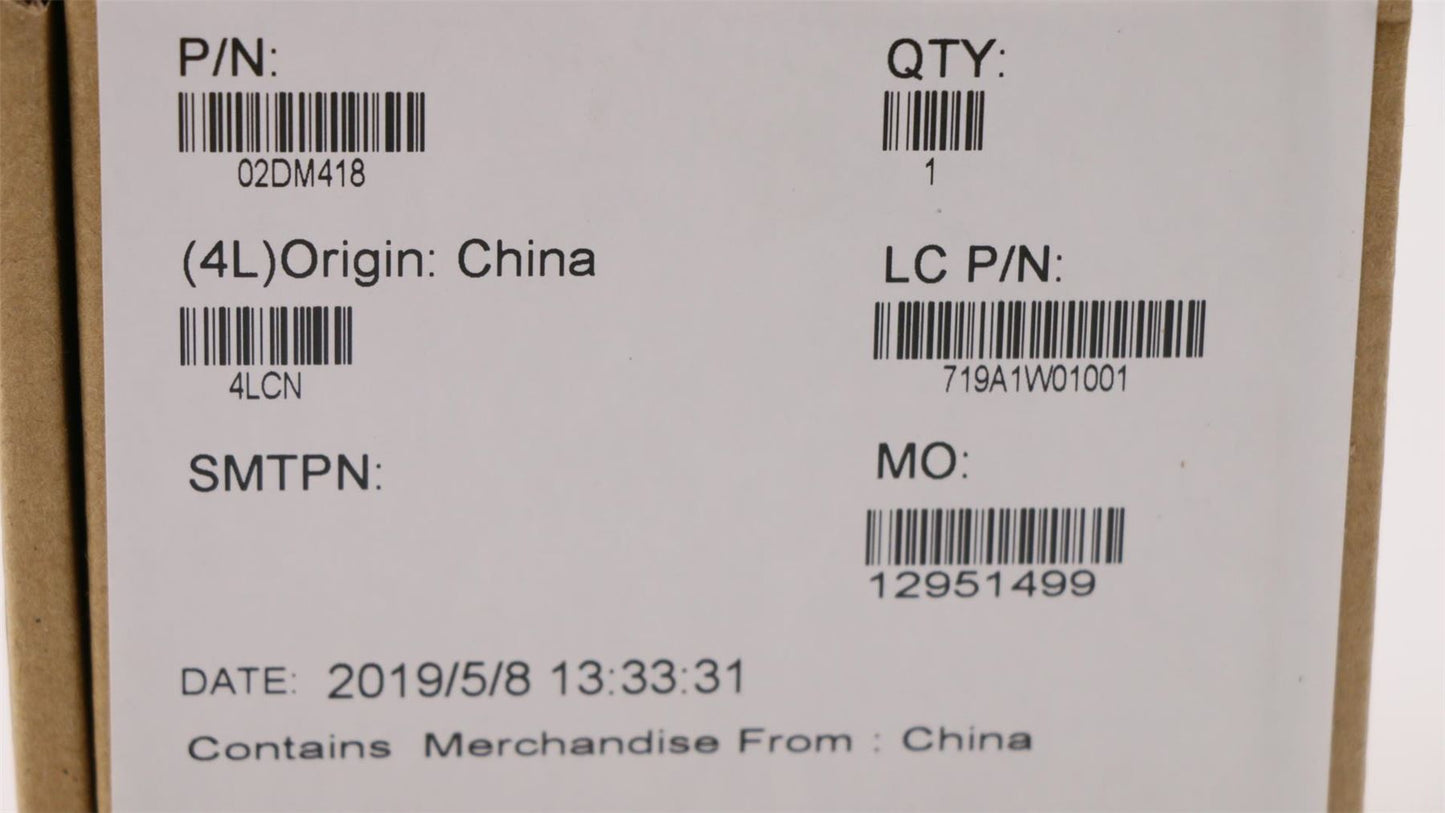 P/N:
02DM418
QTY:
1
(4L)Origin: China
4LCN
LC P/N:
719A1W01001
SMTPN:
MO:
12951499
DATE: 2019/5/8 13:33:31
Contains Merchandise From : China